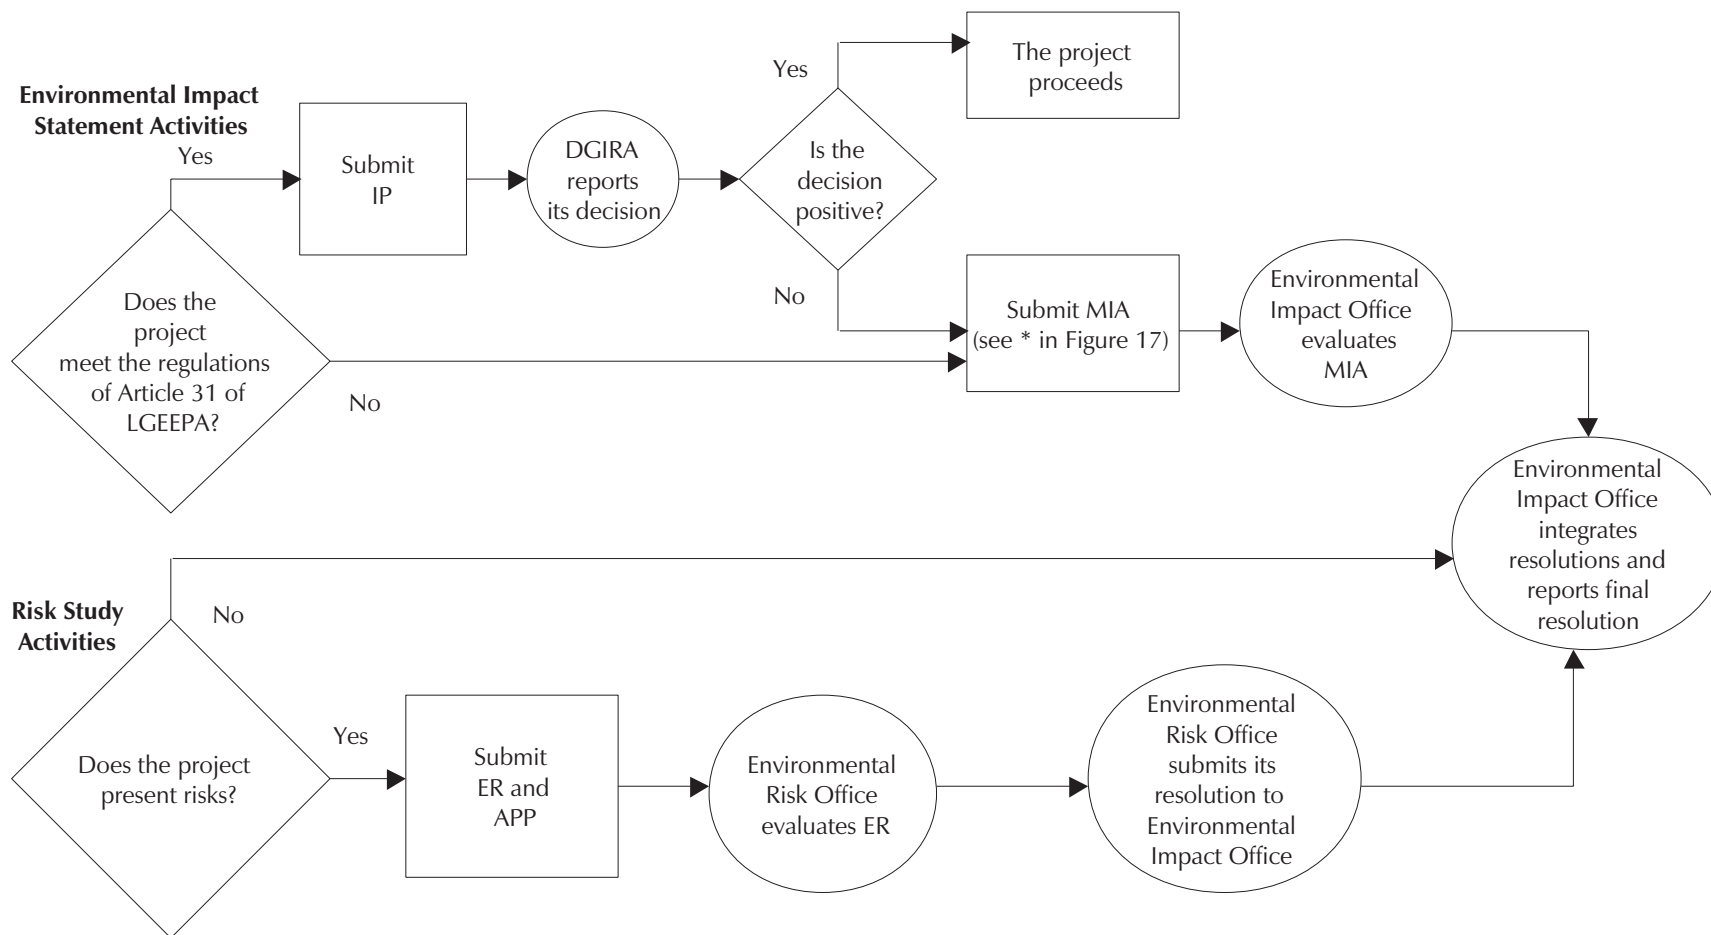 Environmental Impact
Statement Activities
Yes
Submit
IP
DGIRA
reports
its decision
Is the
decision
positive?
Yes
The project
proceeds
No
Does the
project
meet the regulations
of Article 31 of
LGEEPA?
No
Submit MIA
(see * in Figure 17)
Environmental
Impact Office
evaluates
MIA
Environmental
Impact Office
integrates
resolutions and
reports final
resolution
Risk Study
Activities
No
Does the project
present risks?
Yes
Submit
ER and
APP
Environmental
Risk Office
evaluates ER
Environmental
Risk Office
submits its
resolution to
Environmental
Impact Office